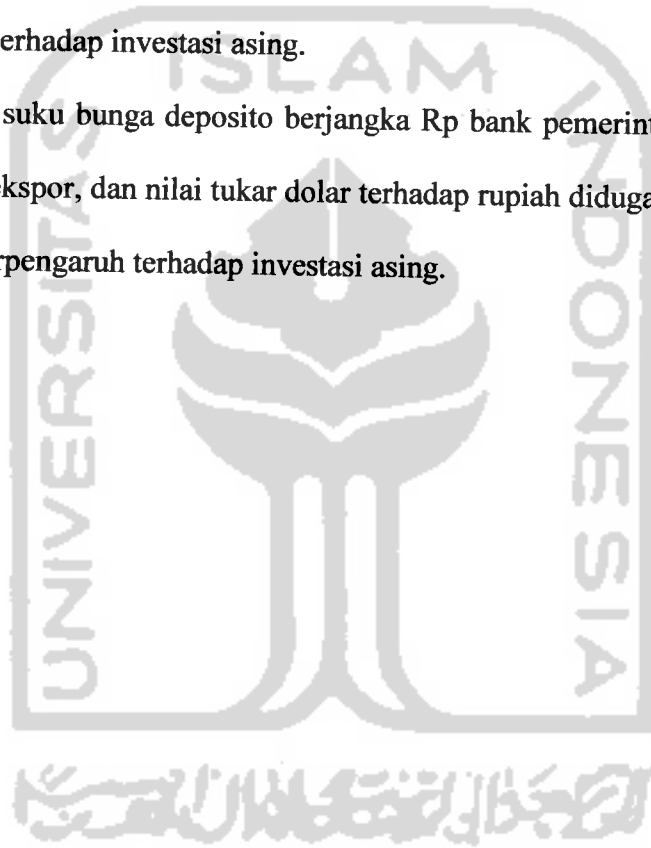 erhadap investasi asing.
suku bunga deposito berjangka Rp bank pemerint
ekspor, dan nilai tukar dolar terhadap rupiah diduga
rpengaruh terhadap investasi asing.
ISLAM
UNIVERSITAS
INDONESIA